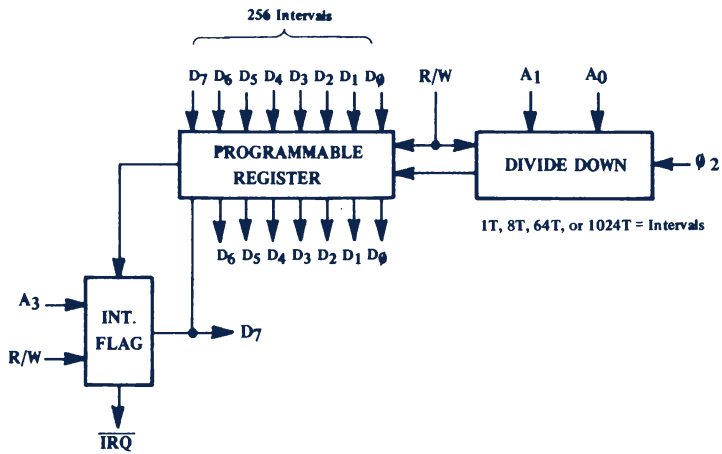 256 Intervals
D7 D6 D5 D4 D3 D2 D1 D0
R/W
A1
A0
PROGRAMMABLE
REGISTER
DIVIDE DOWN
Ø2
1T, 8T, 64T, or 1024T = Intervals
D6 D5 D4 D3 D2 D1 D0
A3
INT.
FLAG
D7
R/W
IRQ